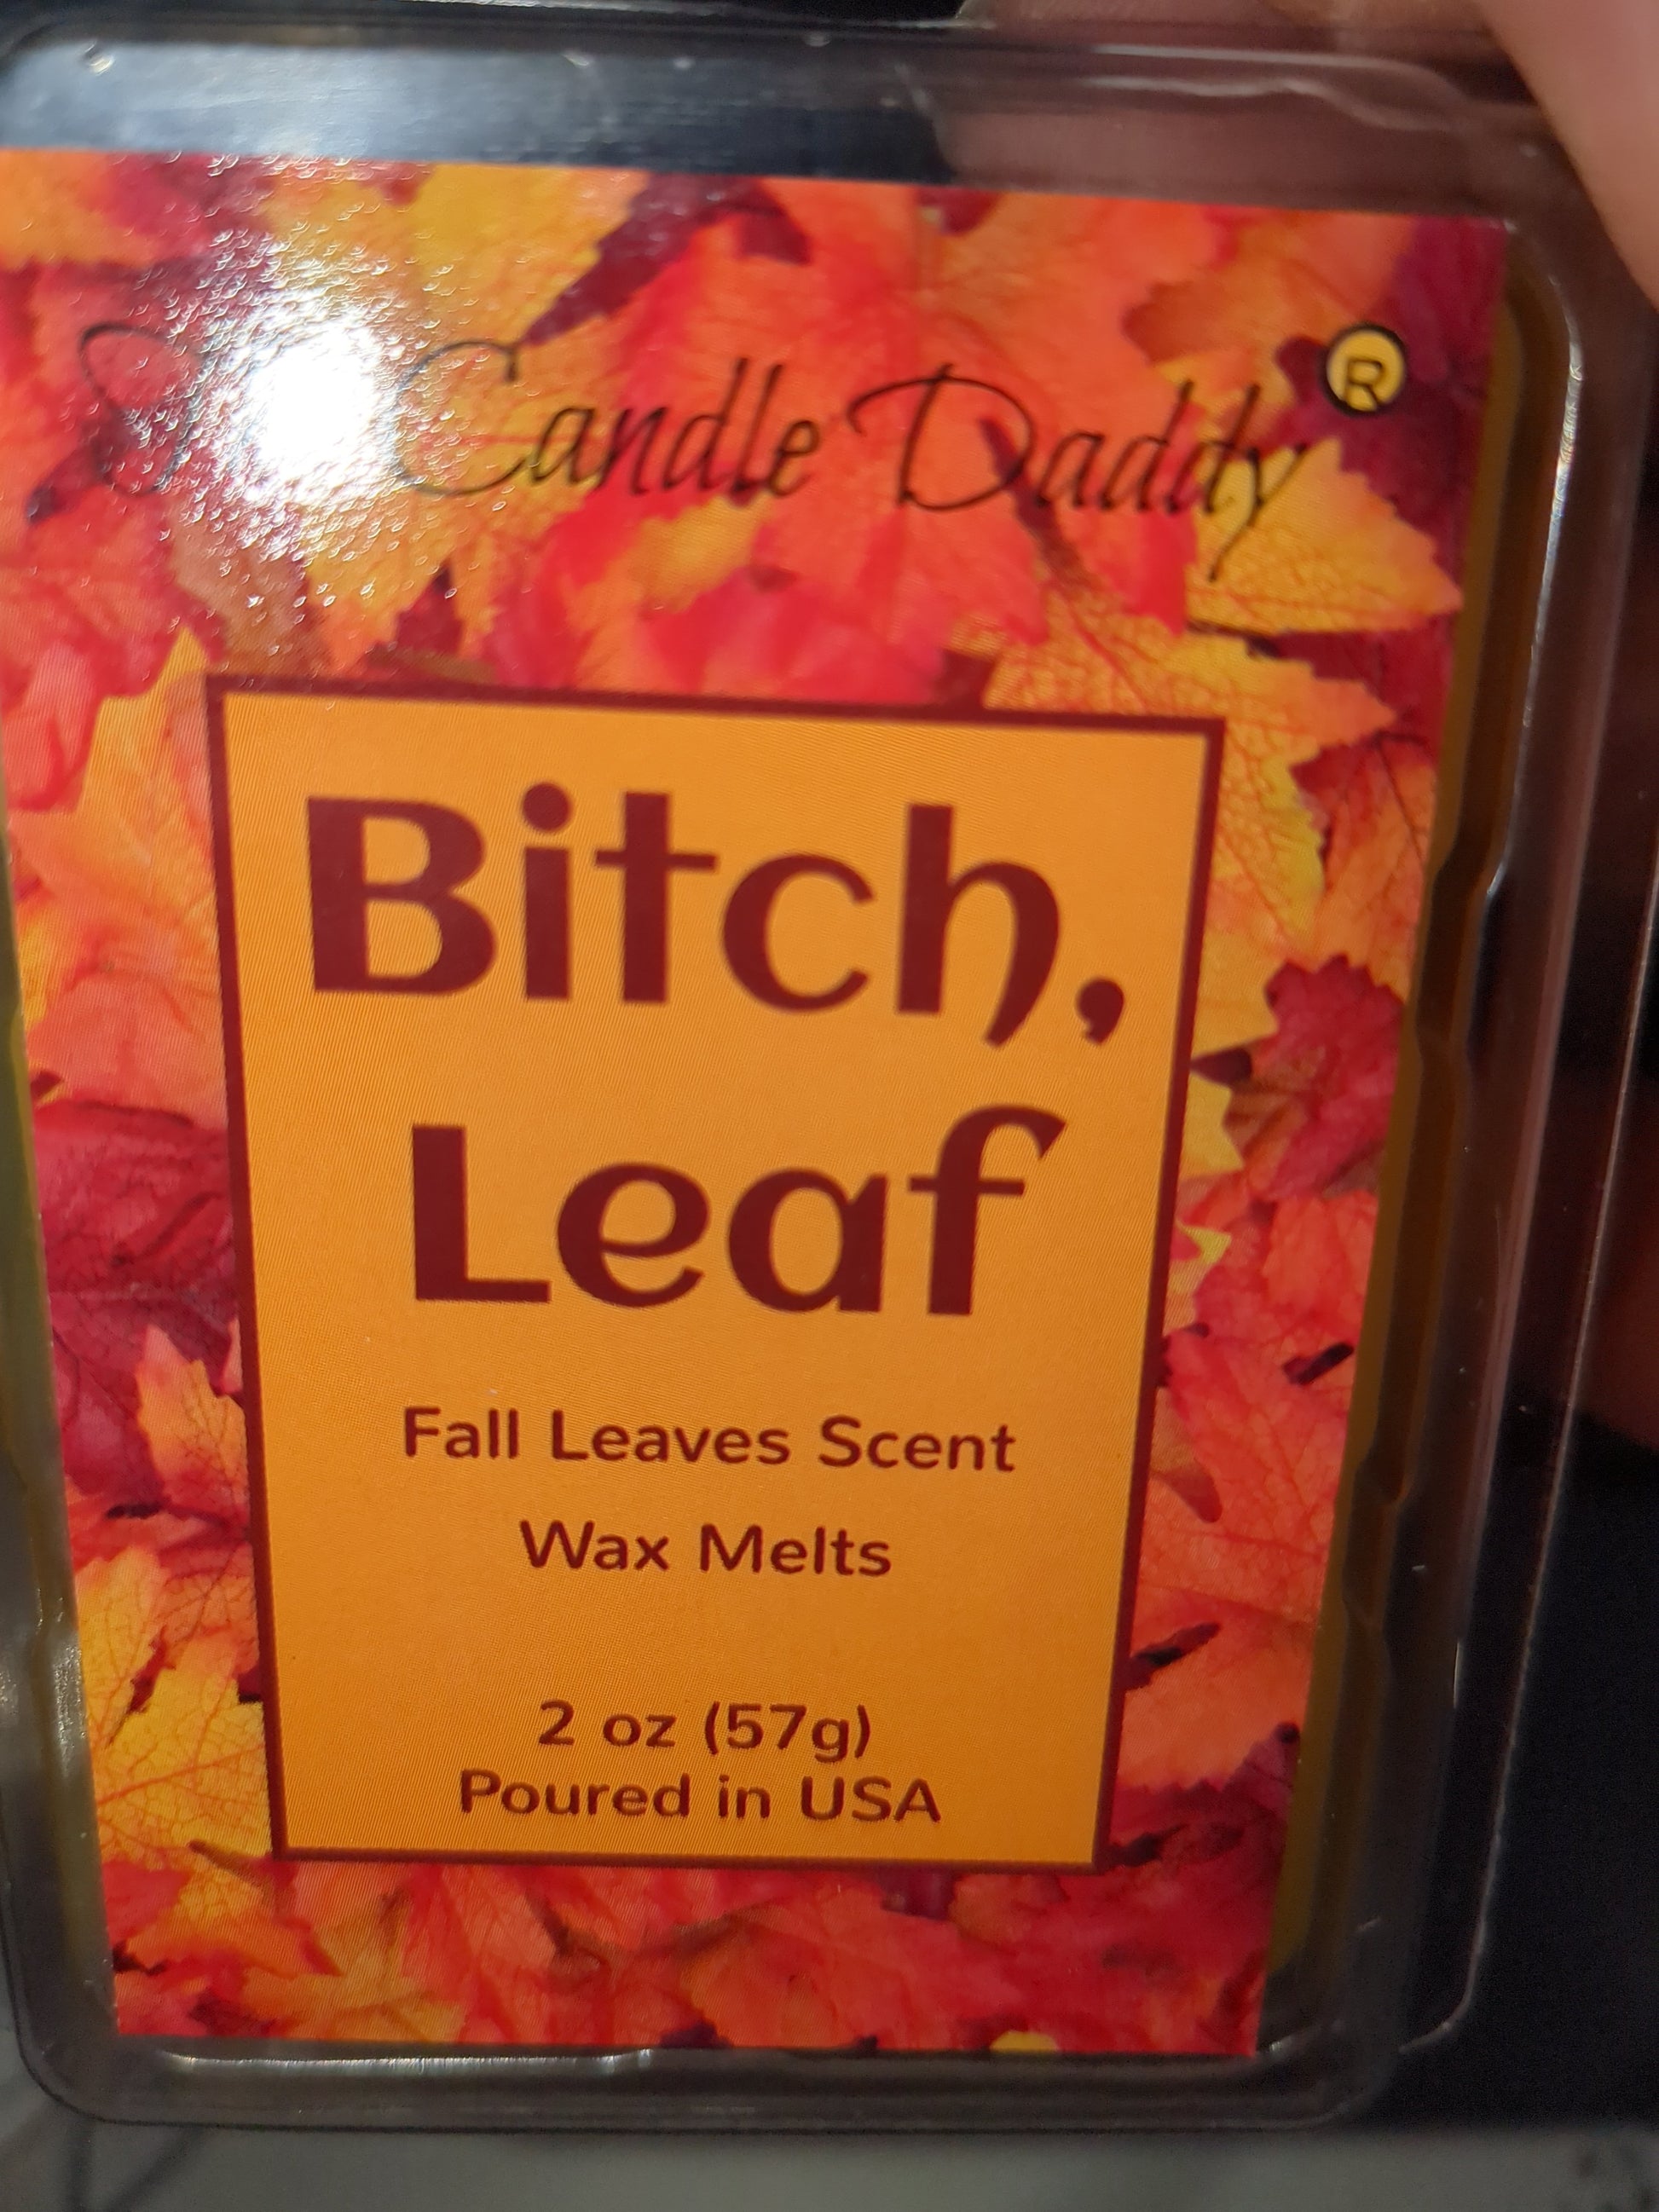 Candle Daddy®
Bitch,
Leaf
Fall Leaves Scent
Wax Melts
2 oz (57g)
Poured in USA